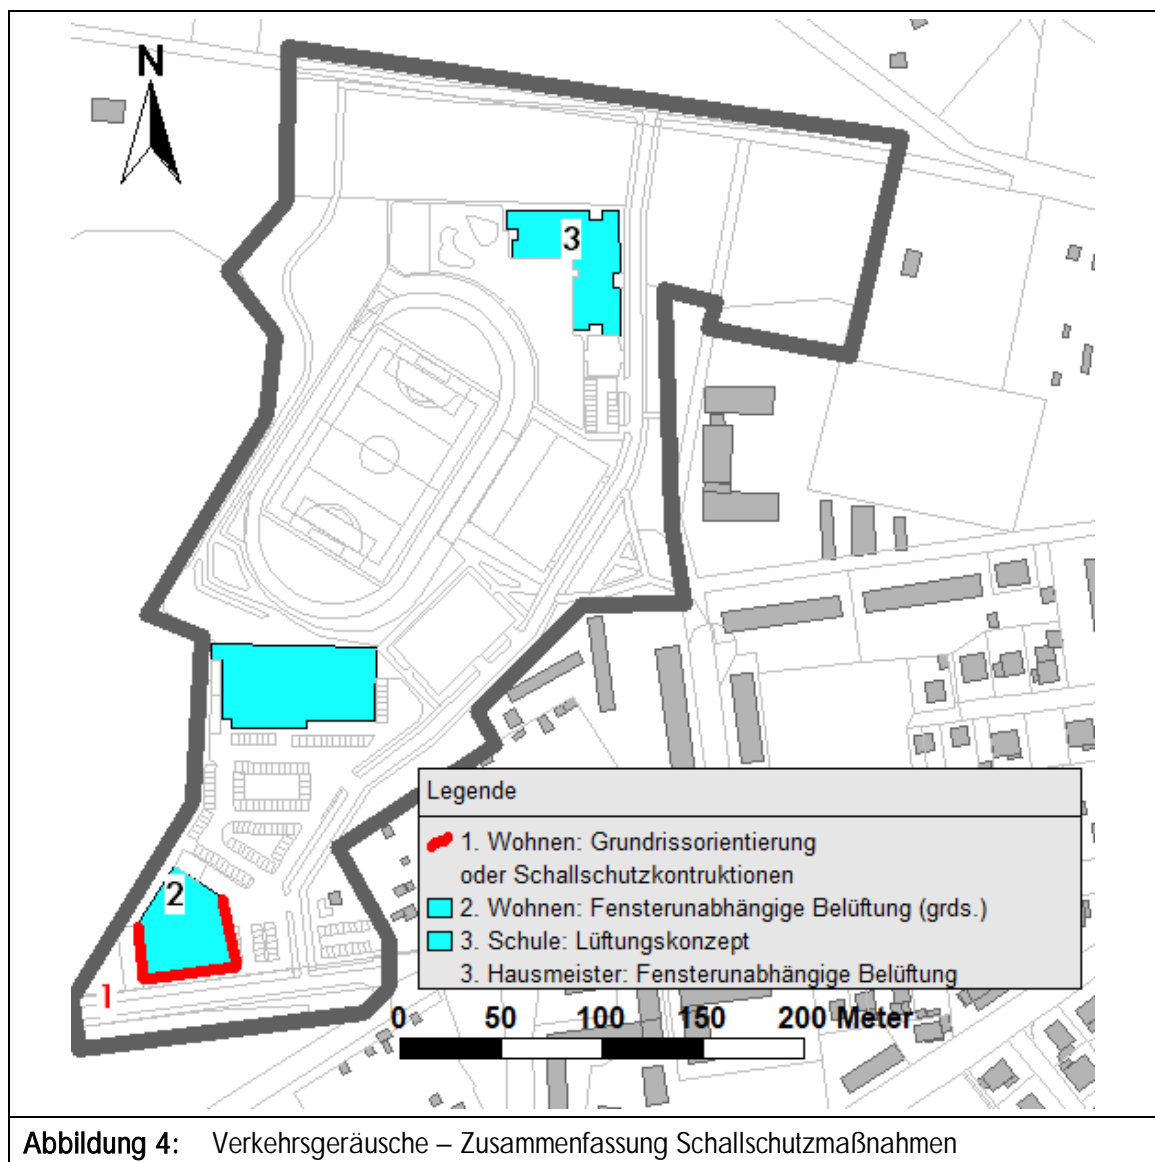 N
3
2
1
Legende
1. Wohnen: Grundrissorientierung
oder Schallschutzkontruktionen
2. Wohnen: Fensterunabhängige Belüftung (grds.)
3. Schule: Lüftungskonzept
3. Hausmeister: Fensterunabhängige Belüftung
0 50 100 150 200 Meter
Abbildung 4: Verkehrsgeräusche – Zusammenfassung Schallschutzmaßnahmen